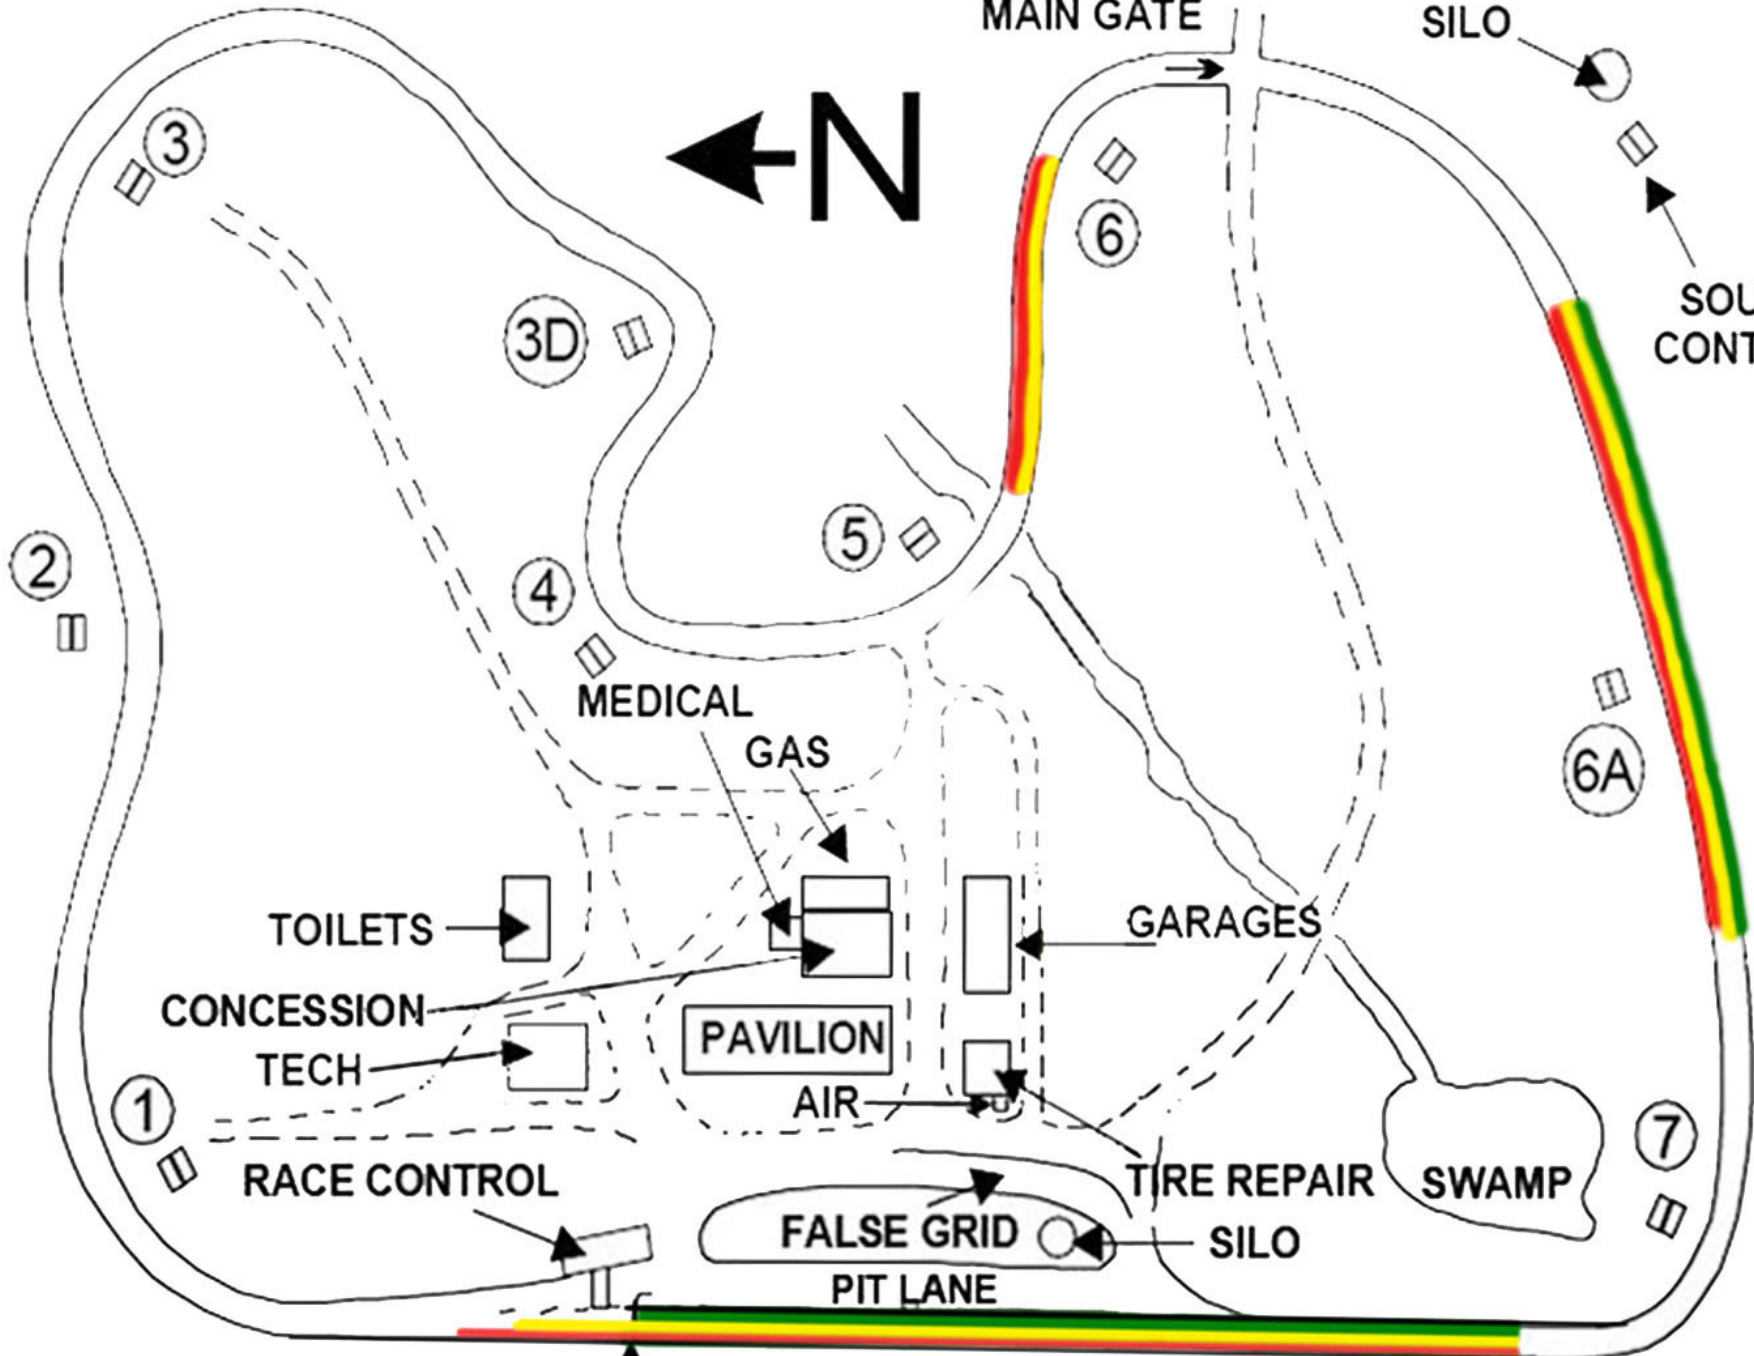 MAIN GATE
SILO
N
3
6
SOU
CONT
3D
5
2
4
MEDICAL
GAS
6A
TOILETS
GARAGES
CONCESSION
PAVILION
TECH
AIR
1
7
RACE CONTROL
TIRE REPAIR
SWAMP
FALSE GRID
SILO
PIT LANE